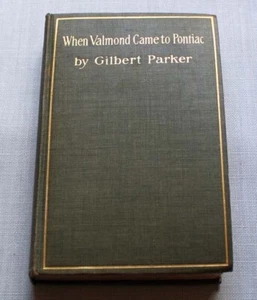 When Valmond Came to Pontiac
by Gilbert Parker